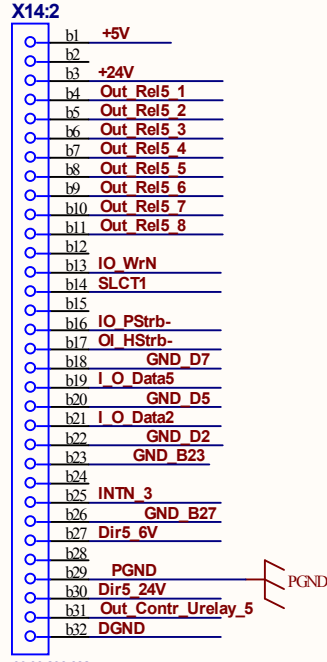 X14:2
b1 +5V
b2
b3 +24V
b4 Out_Rel5_1
b5 Out_Rel5_2
b6 Out_Rel5_3
b7 Out_Rel5_4
b8 Out_Rel5_5
b9 Out_Rel5_6
b10 Out_Rel5_7
b11 Out_Rel5_8
b12
b13 IO_WrN
b14 SLCT1
b15
b16 IO_PStrb-
b17 OI_HStrb-
b18 GND_D7
b19 I_O_Data5
b20 GND_D5
b21 I_O_Data2
b22 GND_D2
b23 GND_B23
b24
b25 INTN_3
b26 GND_B27
b27 Dir5_6V
b28
b29 PGND PGND
b30 Dir5_24V
b31 Out_Contr_Urelay_5
b32 DGND